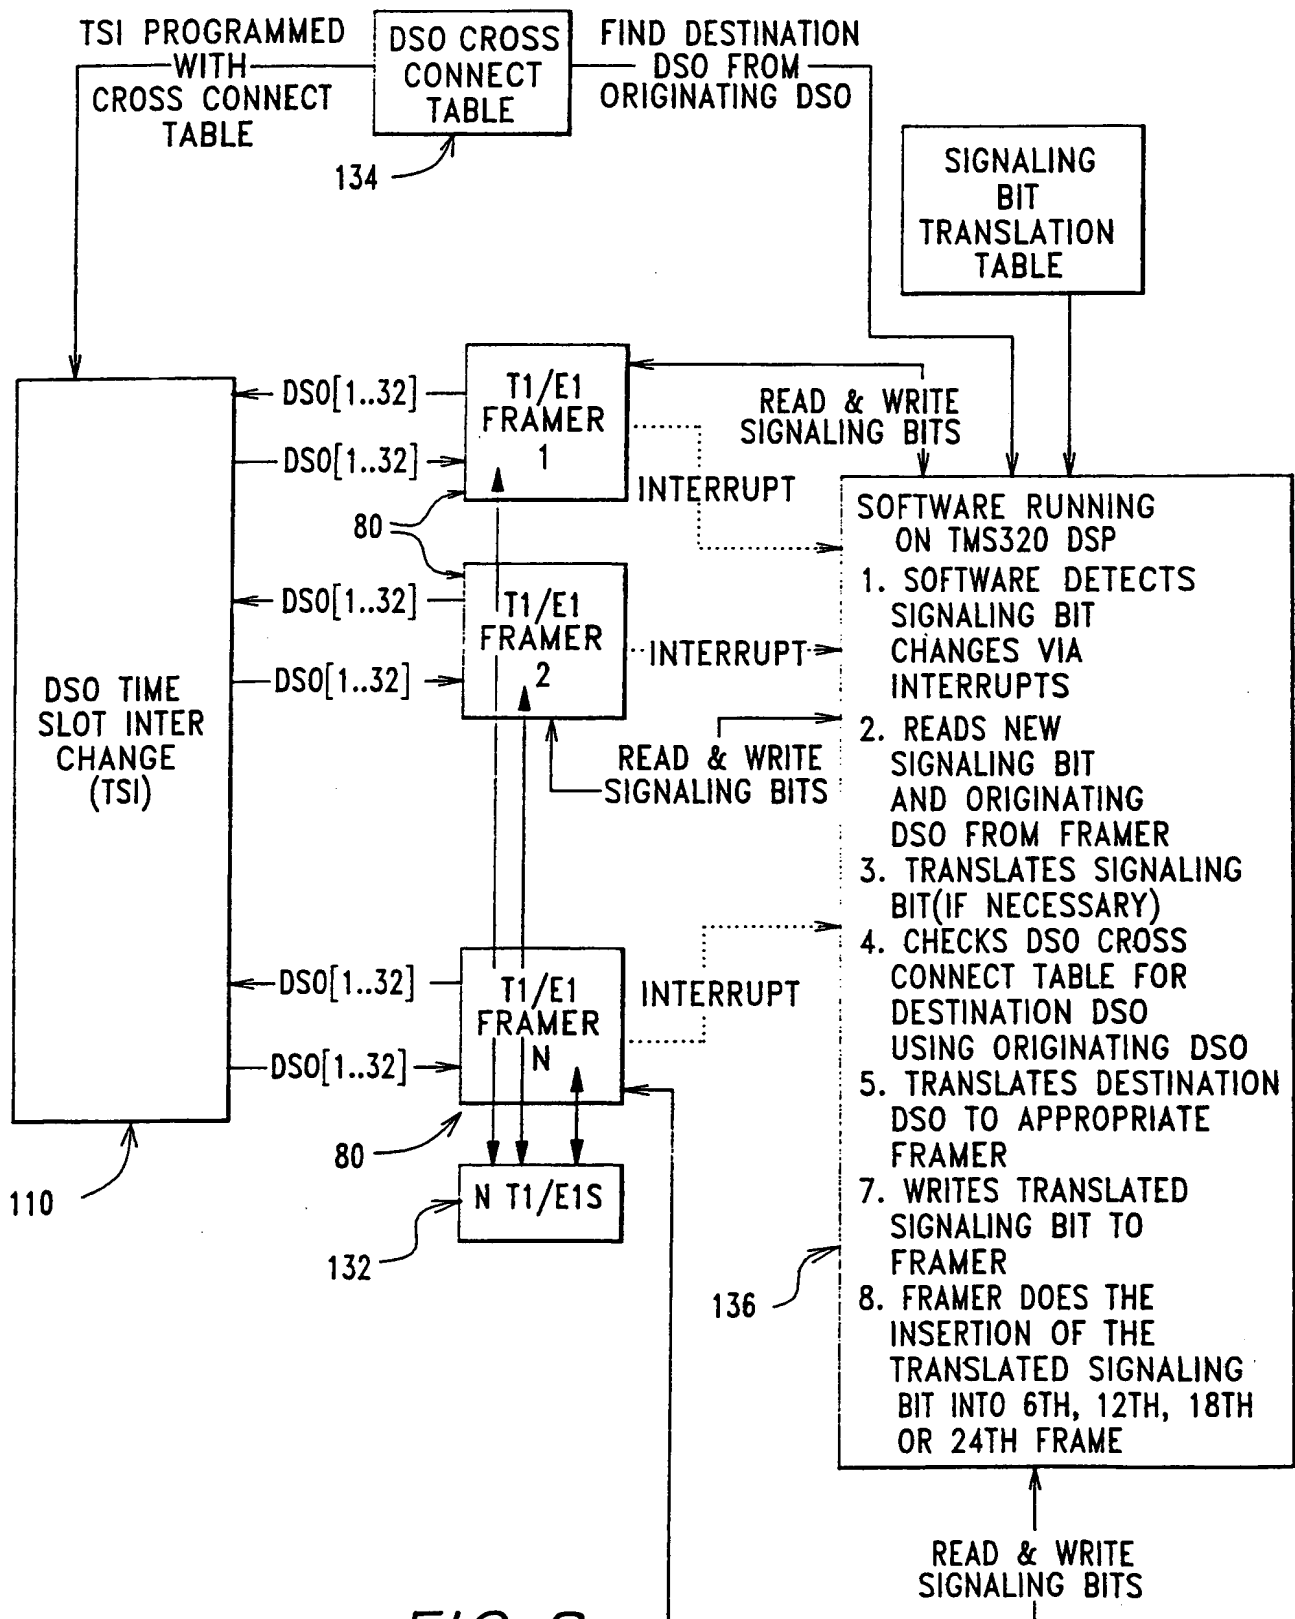 TSI PROGRAMMED
WITH
CROSS CONNECT
TABLE
DSO CROSS
CONNECT
TABLE
FIND DESTINATION
DSO FROM
ORIGINATING DSO
134
SIGNALING
BIT
TRANSLATION
TABLE
DSO[1..32]
T1/E1
FRAMER
1
READ & WRITE
SIGNALING BITS
DSO[1..32]
INTERRUPT
80
DSO[1..32]
T1/E1
FRAMER
2
INTERRUPT
DSO[1..32]
DSO TIME
SLOT INTER
CHANGE
(TSI)
READ & WRITE
SIGNALING BITS
DSO[1..32]
T1/E1
FRAMER
N
INTERRUPT
DSO[1..32]
80
110
N T1/E1S
132
SOFTWARE RUNNING
ON TMS320 DSP
1. SOFTWARE DETECTS
SIGNALING BIT
CHANGES VIA
INTERRUPTS
2. READS NEW
SIGNALING BIT
AND ORIGINATING
DSO FROM FRAMER
3. TRANSLATES SIGNALING
BIT(IF NECESSARY)
4. CHECKS DSO CROSS
CONNECT TABLE FOR
DESTINATION DSO
USING ORIGINATING DSO
5. TRANSLATES DESTINATION
DSO TO APPROPRIATE
FRAMER
7. WRITES TRANSLATED
SIGNALING BIT TO
FRAMER
8. FRAMER DOES THE
INSERTION OF THE
TRANSLATED SIGNALING
BIT INTO 6TH, 12TH, 18TH
OR 24TH FRAME
136
READ & WRITE
SIGNALING BITS